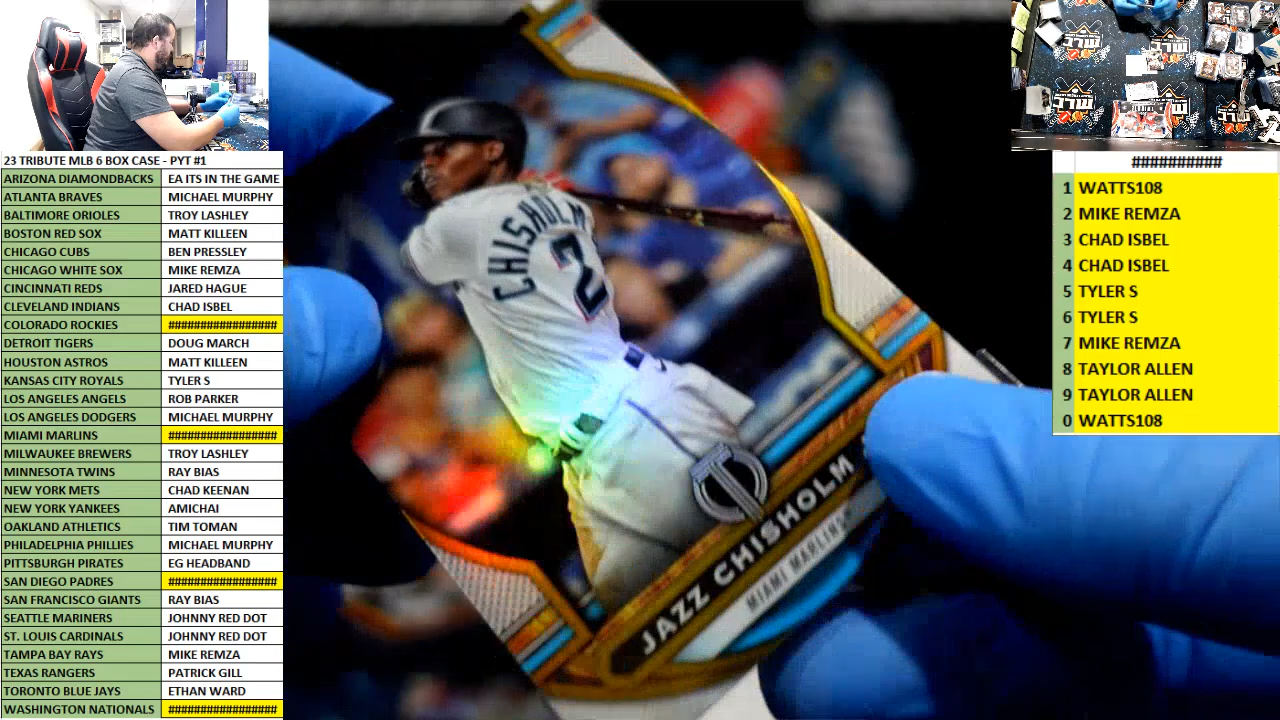 23 TRIBUTE MLB 6 BOX CASE - PYT #1
ARIZONA DIAMONDBACKS EA ITS IN THE GAME
ATLANTA BRAVES MICHAEL MURPHY
BALTIMORE ORIOLES TROY LASHLEY
BOSTON RED SOX MATT KILLEEN
CHICAGO CUBS BEN PRESSLEY
CHICAGO WHITE SOX MIKE REMZA
CINCINNATI REDS JARED HAGUE
CLEVELAND INDIANS CHAD ISBEL
COLORADO ROCKIES #################
DETROIT TIGERS DOUG MARCH
HOUSTON ASTROS MATT KILLEEN
KANSAS CITY ROYALS TYLER S
LOS ANGELES ANGELS ROB PARKER
LOS ANGELES DODGERS MICHAEL MURPHY
MIAMI MARLINS #################
MILWAUKEE BREWERS TROY LASHLEY
MINNESOTA TWINS RAY BIAS
NEW YORK METS CHAD KEENAN
NEW YORK YANKEES AMICHAI
OAKLAND ATHLETICS TIM TOMAN
PHILADELPHIA PHILLIES MICHAEL MURPHY
PITTSBURGH PIRATES EG HEADBAND
SAN DIEGO PADRES #################
SAN FRANCISCO GIANTS RAY BIAS
SEATTLE MARINERS JOHNNY RED DOT
ST. LOUIS CARDINALS JOHNNY RED DOT
TAMPA BAY RAYS MIKE REMZA
TEXAS RANGERS PATRICK GILL
TORONTO BLUE JAYS ETHAN WARD
WASHINGTON NATIONALS #################
CHISHOLM
2
JAZZ CHISHOLM
MIAMI MARLINS
##########
1 WATTS108
2 MIKE REMZA
3 CHAD ISBEL
4 CHAD ISBEL
5 TYLER S
6 TYLER S
7 MIKE REMZA
8 TAYLOR ALLEN
9 TAYLOR ALLEN
0 WATTS108